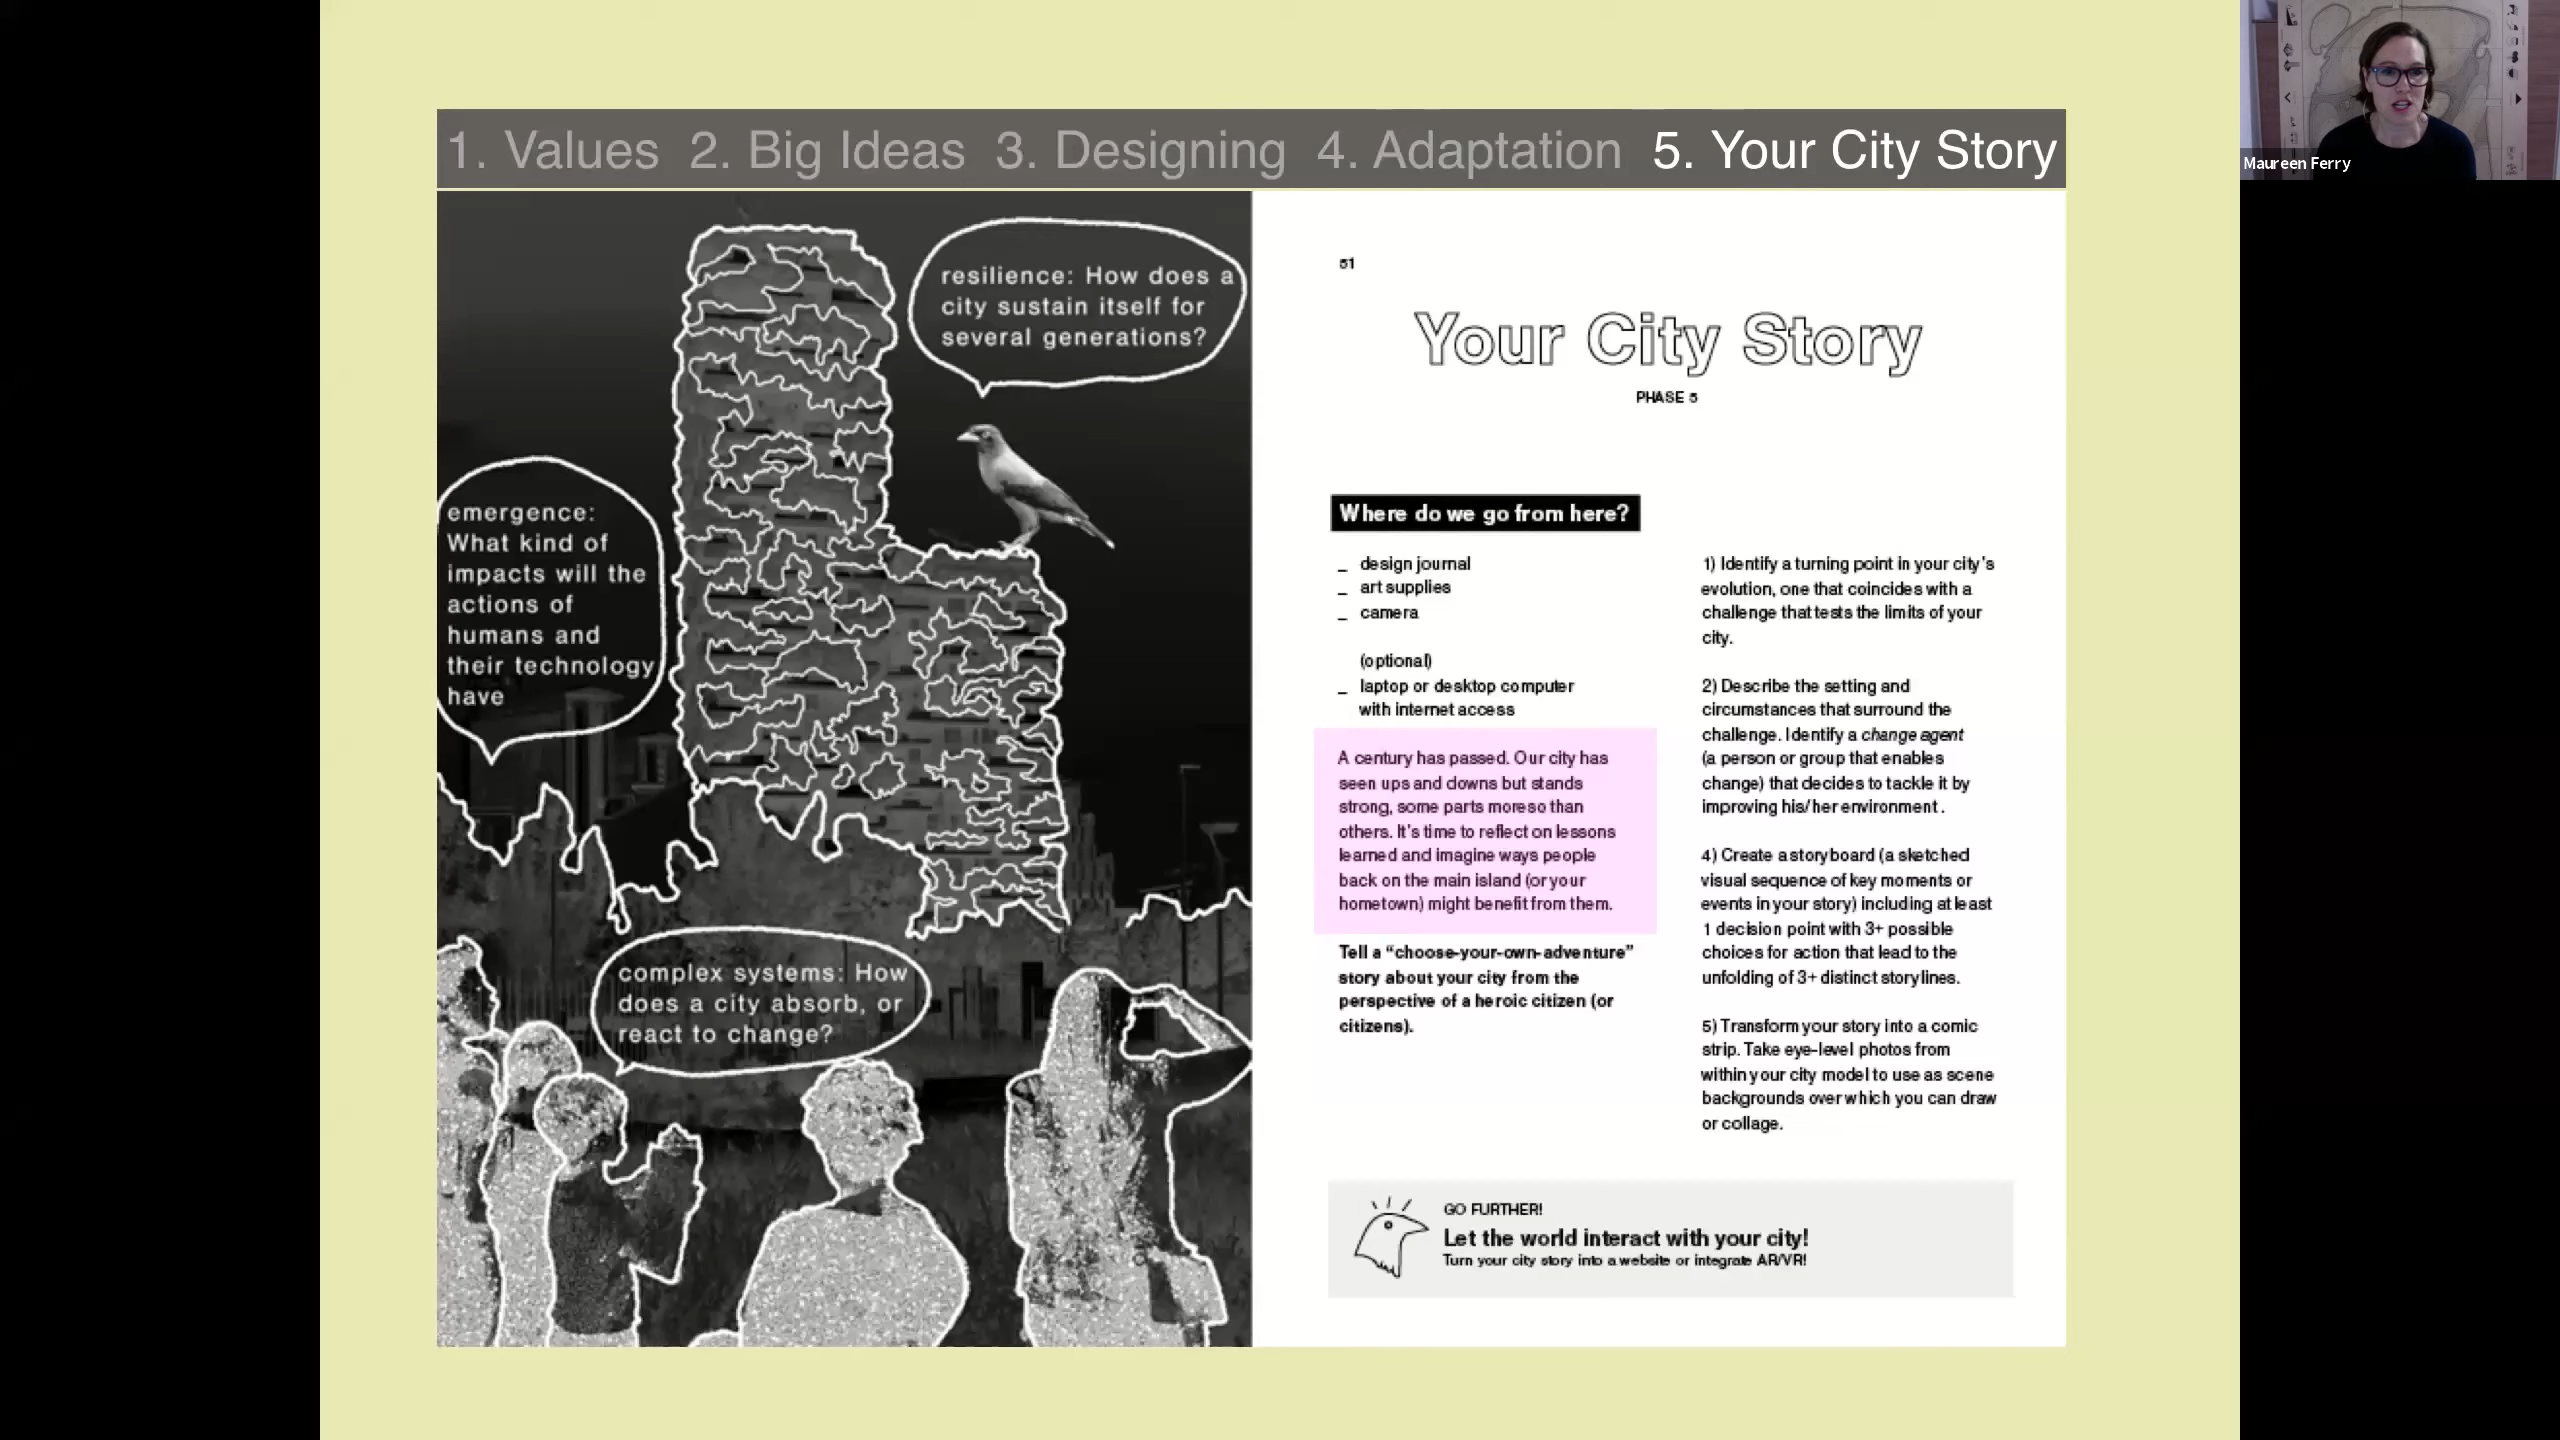 1. Values 2. Big Ideas 3. Designing 4. Adaptation 5. Your City Story
Maureen Ferry
resilience: How does a
city sustain itself for
several generations?
emergence:
What kind of
impacts will the
actions of
humans and
their technology
have
complex systems: How
does a city absorb, or
react to change?
51
Your City Story
PHASE 5
Where do we go from here?
_ design journal
_ art supplies
_ camera
(optional)
_ laptop or desktop computer
with internet access
A century has passed. Our city has
seen ups and downs but stands
strong, some parts moreso than
others. It's time to reflect on lessons
learned and imagine ways people
back on the main island (or your
hometown) might benefit from them.
Tell a “choose-your-own-adventure”
story about your city from the
perspective of a heroic citizen (or
citizens).
1) Identify a turning point in your city's
evolution, one that coincides with a
challenge that tests the limits of your
city.
2) Describe the setting and
circumstances that surround the
challenge. Identify a change agent
(a person or group that enables
change) that decides to tackle it by
improving his/her environment.
4) Create a storyboard (a sketched
visual sequence of key moments or
events in your story) including at least
1 decision point with 3+ possible
choices for action that lead to the
unfolding of 3+ distinct storylines.
5) Transform your story into a comic
strip. Take eye-level photos from
within your city model to use as scene
backgrounds over which you can draw
or collage.
GO FURTHER!
Let the world interact with your city!
Turn your city story into a website or integrate AR/VR!